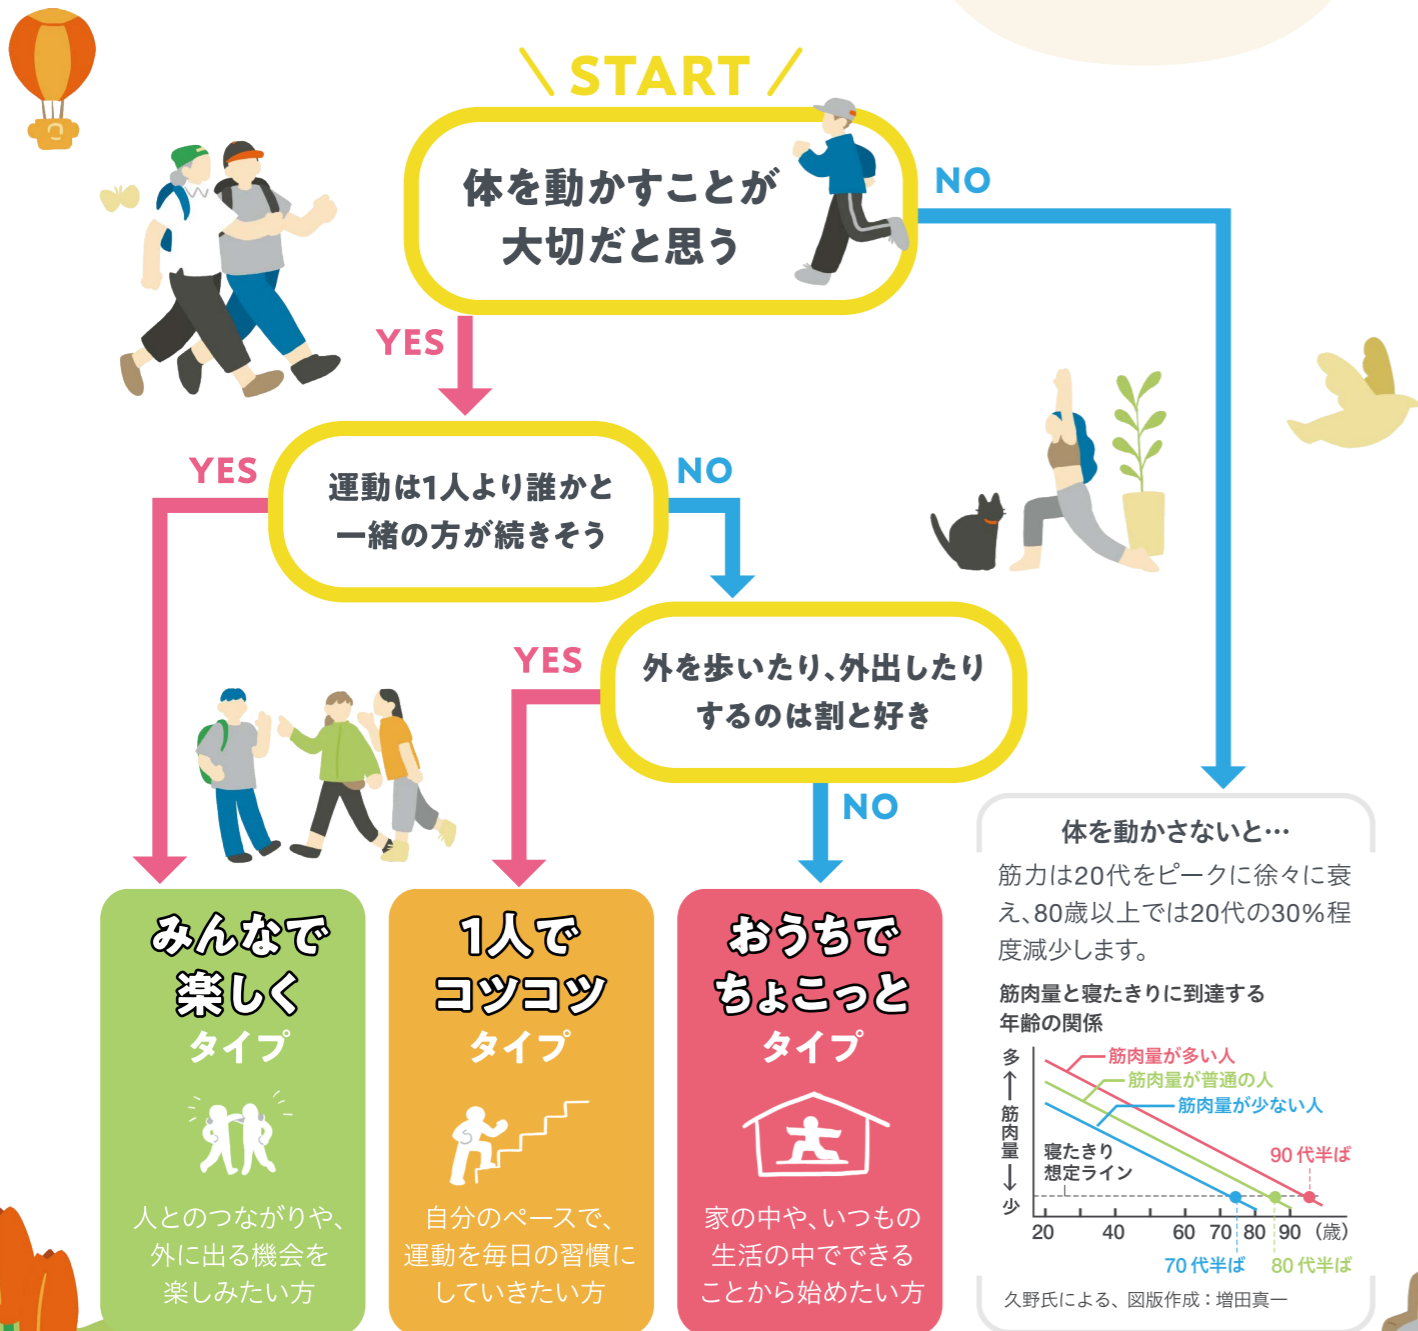 START
体を動かすことが
大切だと思う
NO
YES
YES
運動は1人より誰かと
一緒の方が続きそう
NO
YES
外を歩いたり、外出したり
するのは割と好き
NO
みんなで
楽しく
タイプ
人とのつながりや、
外に出る機会を
楽しみたい方
1人で
コツコツ
タイプ
自分のペースで、
運動を毎日の習慣に
していきたい方
おうちで
ちょこっと
タイプ
家の中や、いつもの
生活の中でできる
ことから始めたい方
体を動かさないと…
筋力は20代をピークに徐々に衰
え、80歳以上では20代の30%程
度減少します。
筋肉量と寝たきりに到達する
年齢の関係
多
筋肉量
少
筋肉量が多い人
筋肉量が普通の人
筋肉量が少ない人
寝たきり
想定ライン
90代半ば
20 40 60 70 80 90 (歳)
70代半ば 80代半ば
久野氏による、図版作成：増田真一